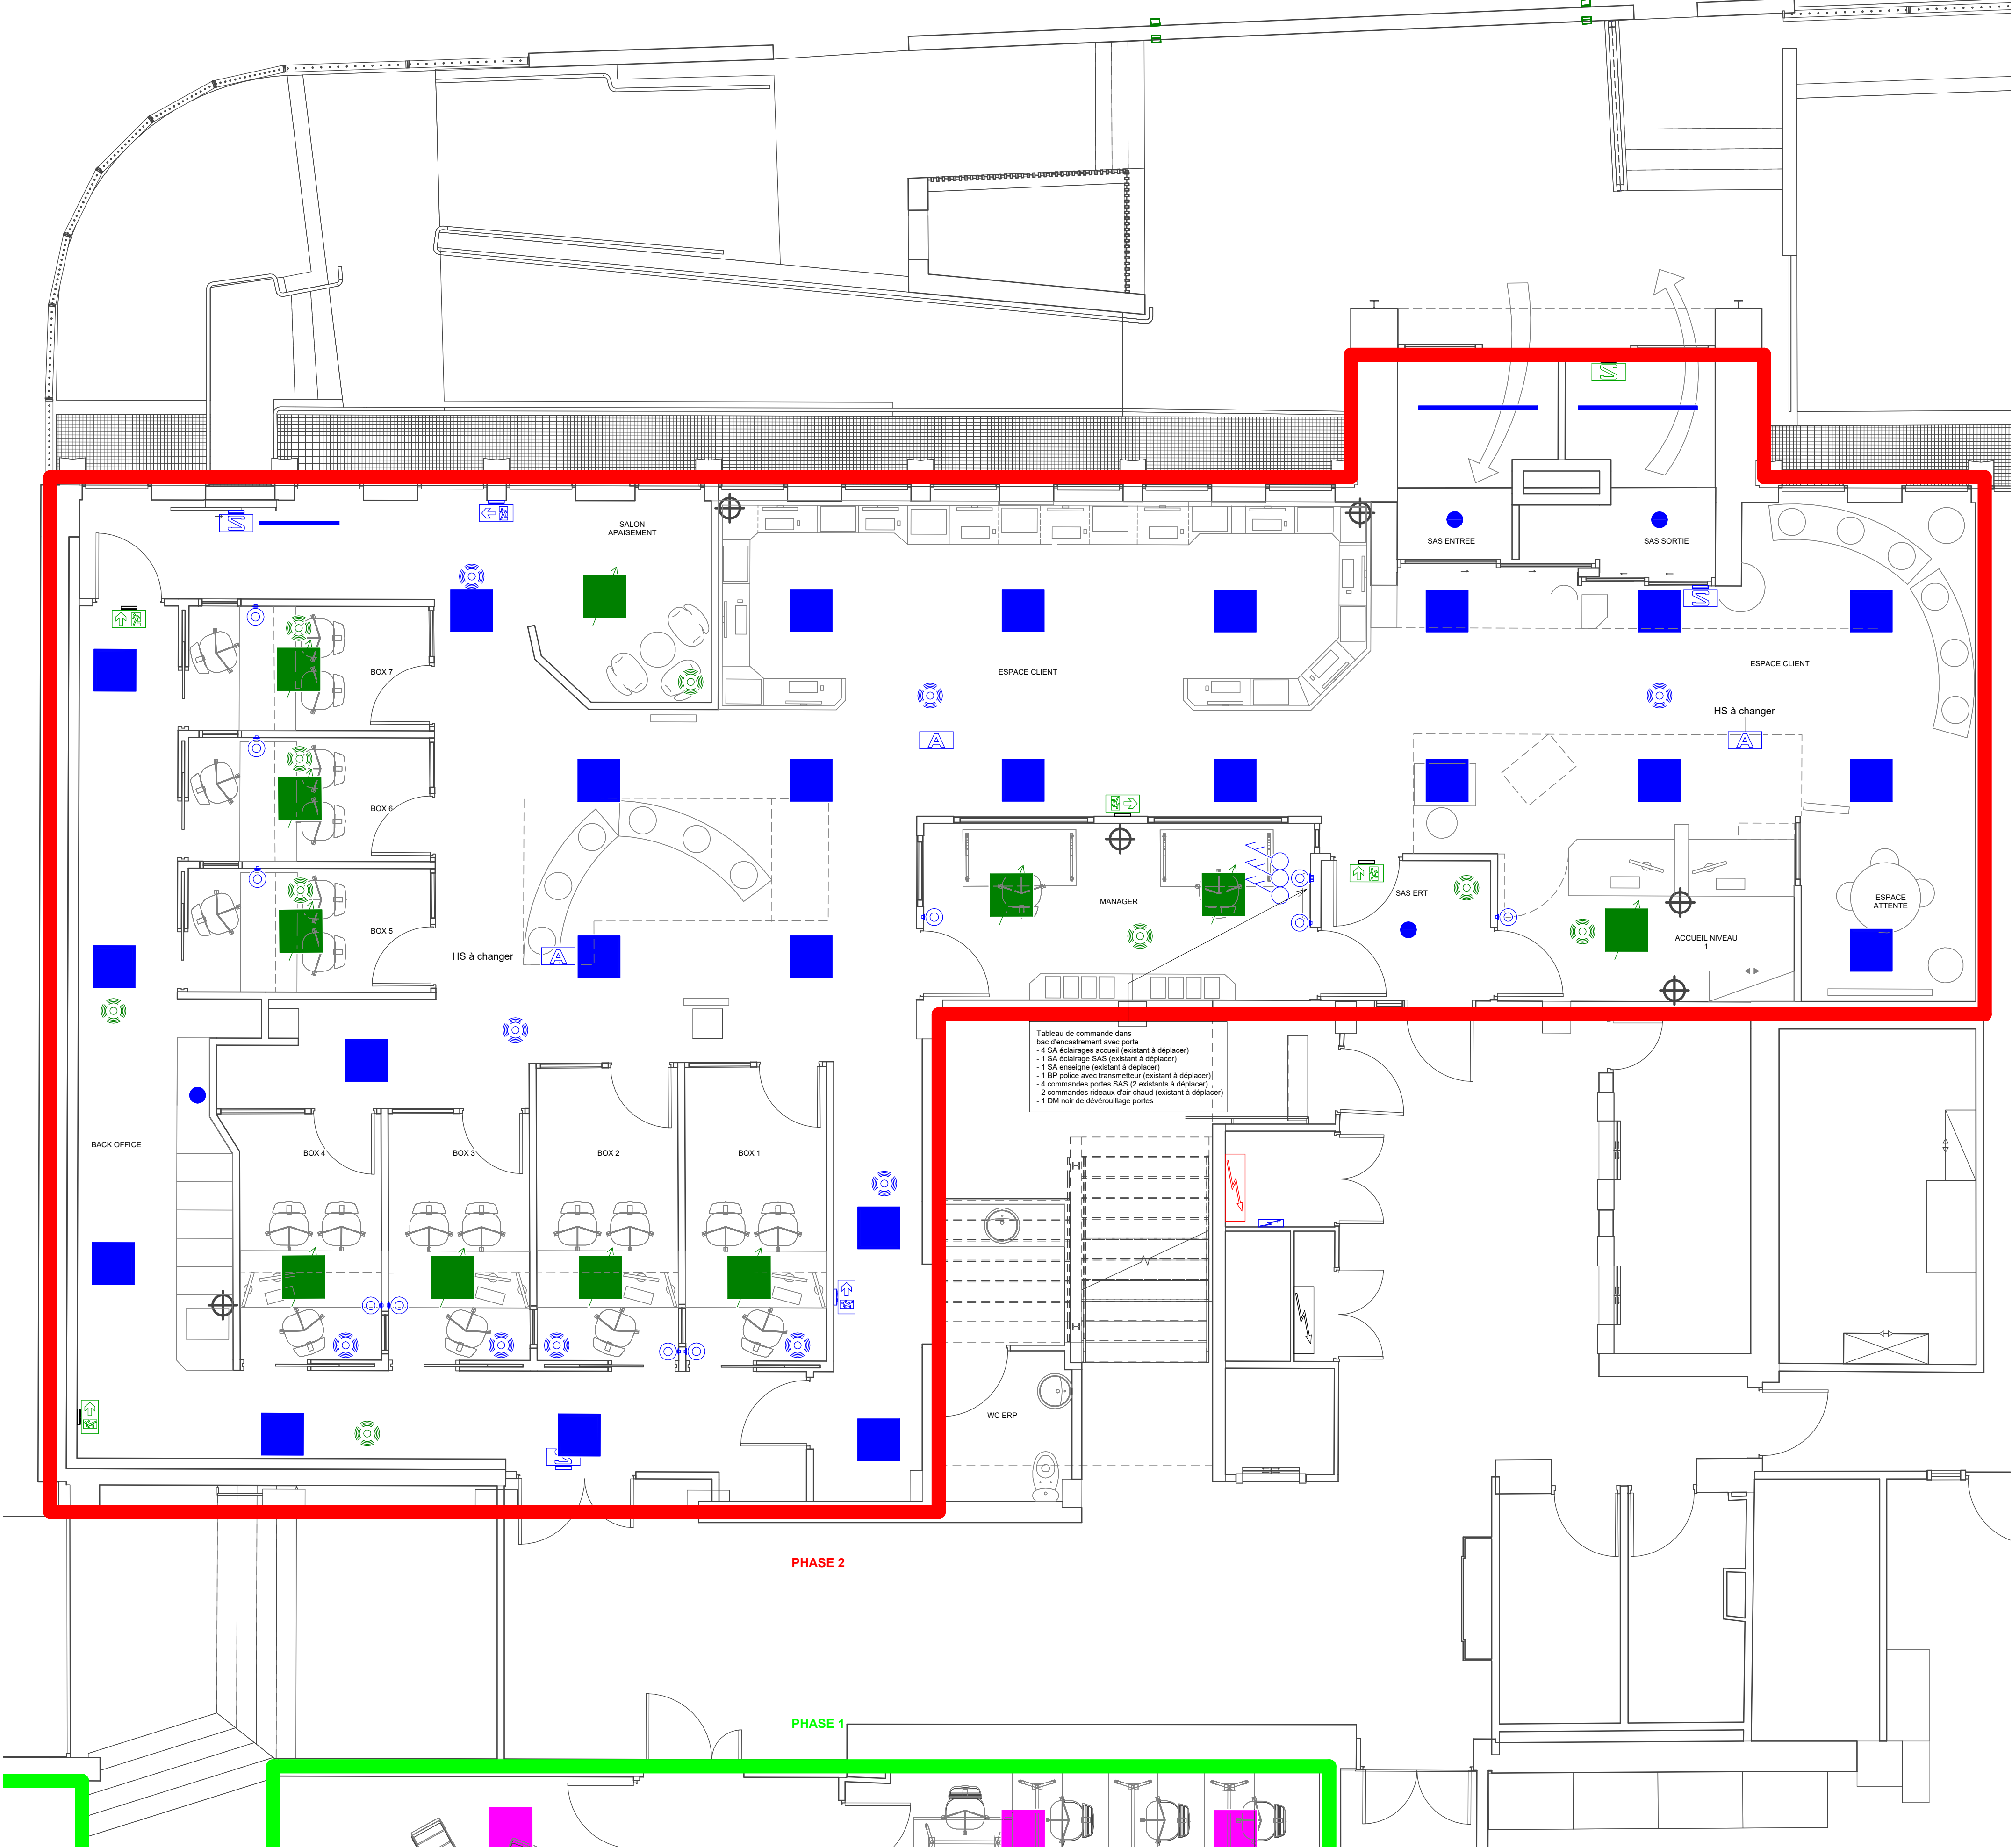 SALON
APAISEMENT
SAS ENTREE
SAS SORTIE
BOX 7
ESPACE CLIENT
ESPACE CLIENT
HS à changer
A
A
BOX 6
MANAGER
SAS ERT
ESPACE
ATTENTE
BOX 5
ACCUEIL NIVEAU
1
HS à changer
A
Tableau de commande dans
bac d'encastrement avec porte
- 4 SA éclairages accueil (existant à déplacer)
- 1 SA éclairage SAS (existant à déplacer)
- 1 SA enseigne (existant à déplacer)
- 1 BP police avec transmetteur (existant à déplacer)
- 4 commandes portes SAS (2 existants à déplacer)
- 2 commandes rideaux d'air chaud (existant à déplacer)
- 1 DM noir de dévérouillage portes
BACK OFFICE
BOX 4
BOX 3
BOX 2
BOX 1
WC ERP
PHASE 2
PHASE 1